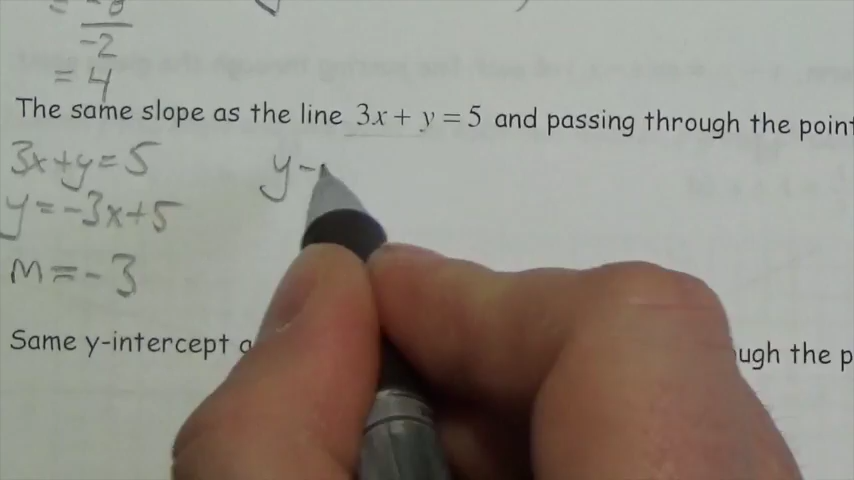 -2
= 4
The same slope as the line 3x + y = 5 and passing through the point
3x+y=5
y-
y=-3x+5
m=-3
Same y-intercept
ugh the p